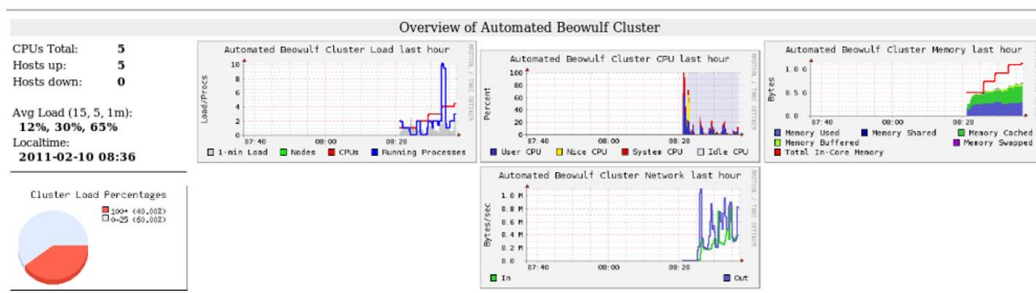 Overview of Automated Beowulf Cluster
CPUs Total: 5
Hosts up: 5
Hosts down: 0
Avg Load (15, 5, 1m):
12%, 30%, 65%
Localtime:
2011-02-10 08:36
Cluster Load Percentages
100+ (40.00%)
0-25 (60.00%)
Automated Beowulf Cluster Load last hour
Load/Procs
10
8
6
4
2
0
07:40 08:00 08:20
1-min Load Nodes CPUs Running Processes
Automated Beowulf Cluster CPU last hour
Percent
100
80
60
40
20
0
07:40 08:00 08:20
User CPU Nice CPU System CPU Idle CPU
Automated Beowulf Cluster Memory last hour
Bytes
1.0 G
0.5 G
0.0
07:40 08:00 08:20
Memory Used Memory Shared Memory Cached
Memory Buffered Memory Swapped
Total In-Core Memory
Automated Beowulf Cluster Network last hour
Bytes/sec
1.0 M
0.8 M
0.6 M
0.4 M
0.2 M
0.0
07:40 08:00 08:20
In Out